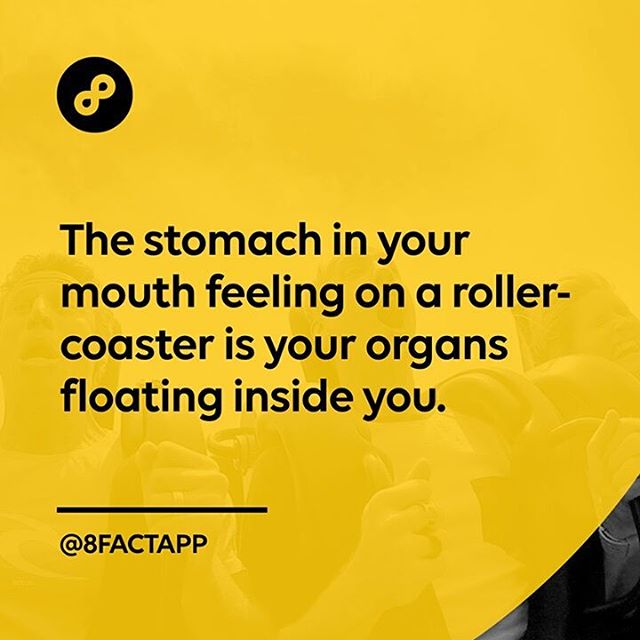 The stomach in your
mouth feeling on a roller-
coaster is your organs
floating inside you.
@8FACTAPP